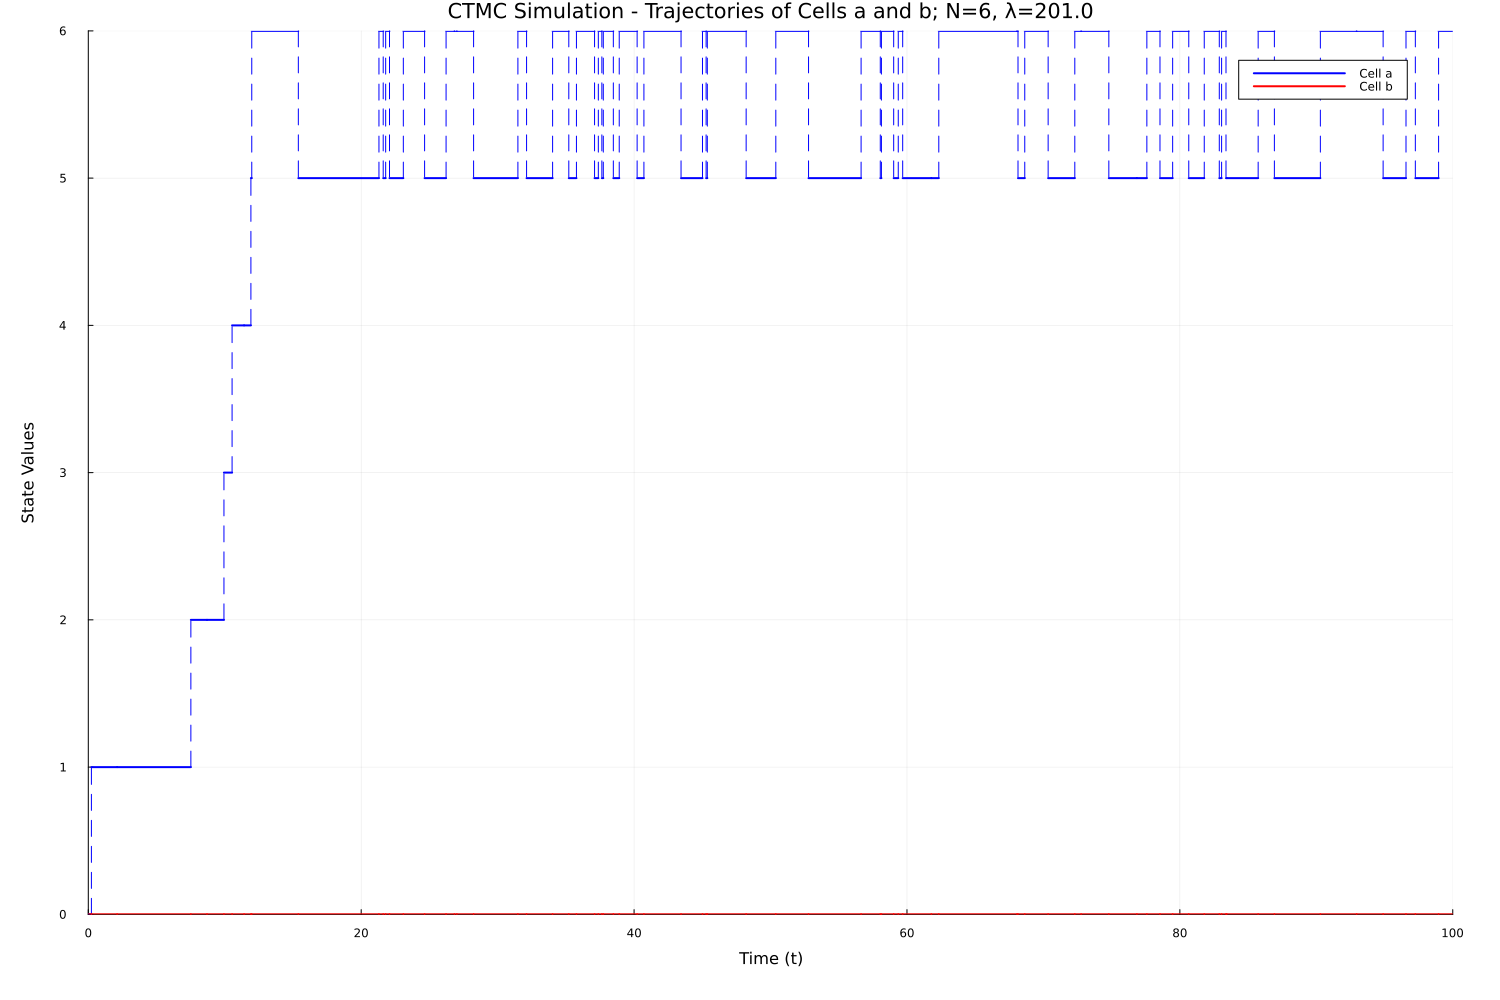 CTMC Simulation - Trajectories of Cells a and b; N=6, λ=201.0
6
Cell a
Cell b
5
4
3
State Values
2
1
0
0 20 40 60 80 100
Time (t)